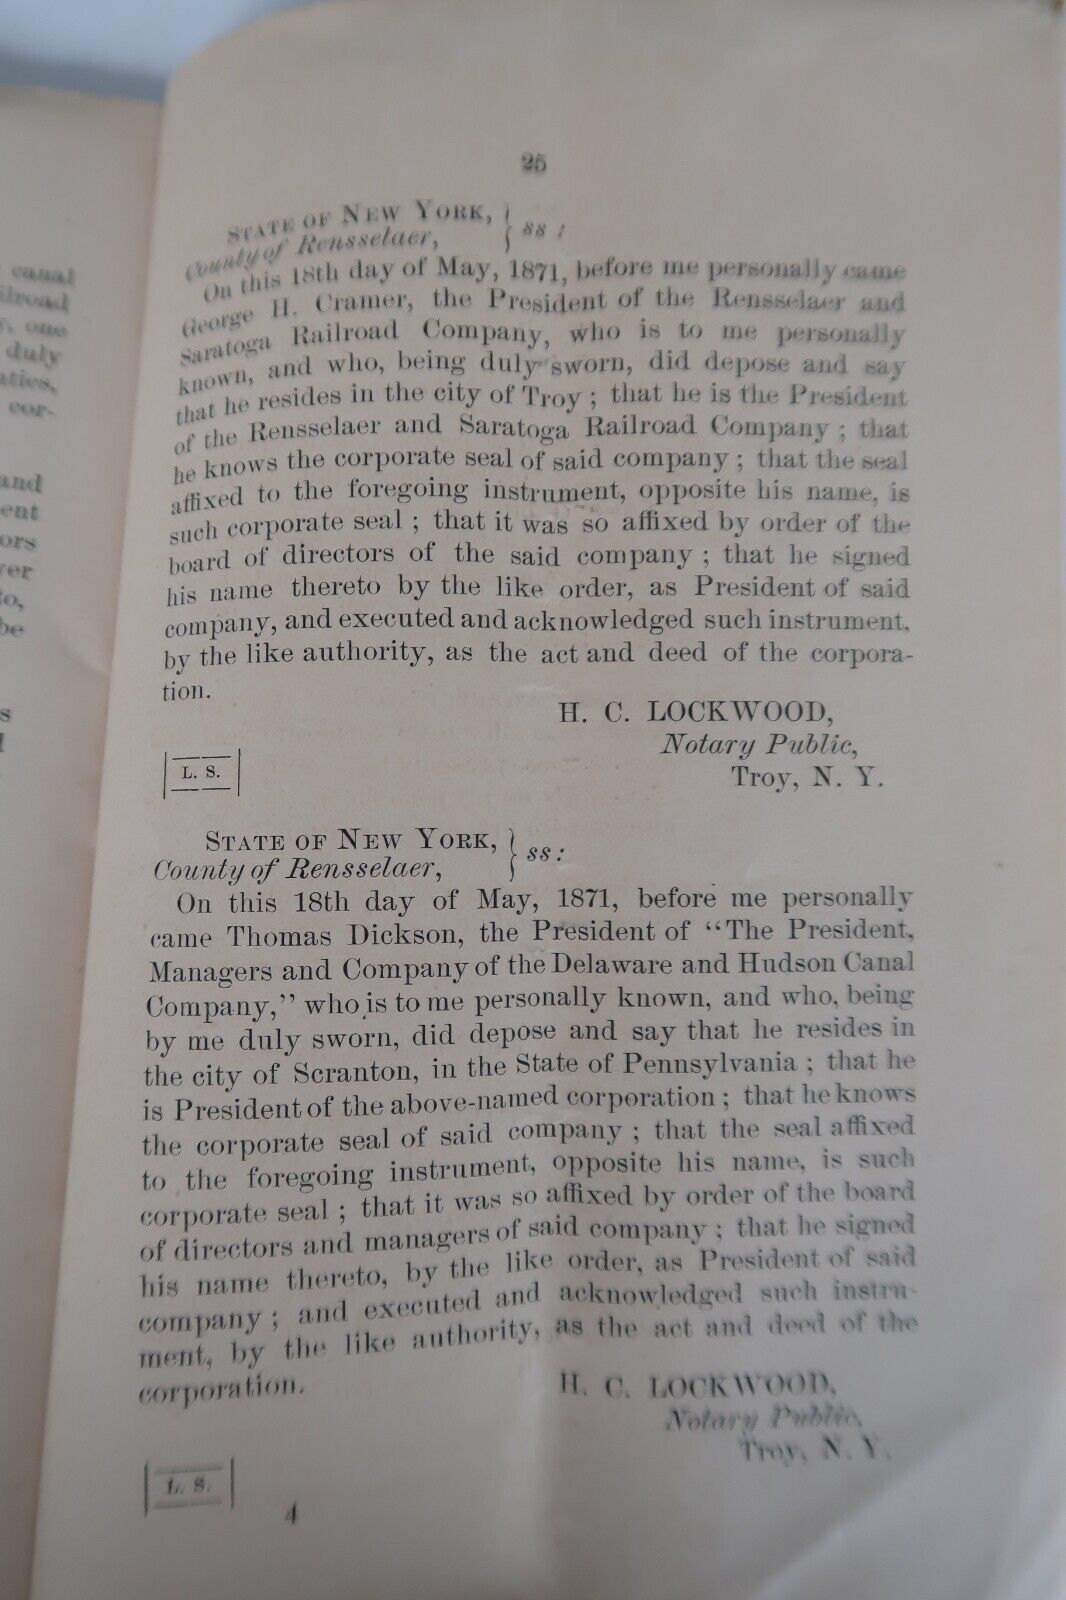 canal
ilroad
one
duly
cor-
and
ent
ors
ver
to,
be
25
STATE OF NEW YORK, } ss :
County of Rensselaer,
On this 18th day of May, 1871, before me personally came
George H. Cramer, the President of the Rensselaer and
Saratoga Railroad Company, who is to me personally
known, and who, being duly sworn, did depose and say
that he resides in the city of Troy ; that he is the President
of the Rensselaer and Saratoga Railroad Company ; that
he knows the corporate seal of said company ; that the seal
affixed to the foregoing instrument, opposite his name, is
such corporate seal ; that it was so affixed by order of the
board of directors of the said company ; that he signed
his name thereto by the like order, as President of said
company, and executed and acknowledged such instrument,
by the like authority, as the act and deed of the corpora-
tion.
H. C. LOCKWOOD,
Notary Public,
Troy, N. Y.
L. S.
STATE OF NEW YORK, } ss :
County of Rensselaer,
On this 18th day of May, 1871, before me personally
came Thomas Dickson, the President of "The President,
Managers and Company of the Delaware and Hudson Canal
Company," who is to me personally known, and who, being
by me duly sworn, did depose and say that he resides in
the city of Scranton, in the State of Pennsylvania ; that he
is President of the above-named corporation ; that he knows
the corporate seal of said company ; that the seal affixed
to the foregoing instrument, opposite his name, is such
corporate seal ; that it was so affixed by order of the board
of directors and managers of said company ; that he signed
his name thereto, by the like order, as President of said
company ; and executed and acknowledged such instru-
ment, by the like authority, as the act and deed of the
corporation.
H. C. LOCKWOOD,
Notary Public,
Troy, N. Y.
L. S.
4